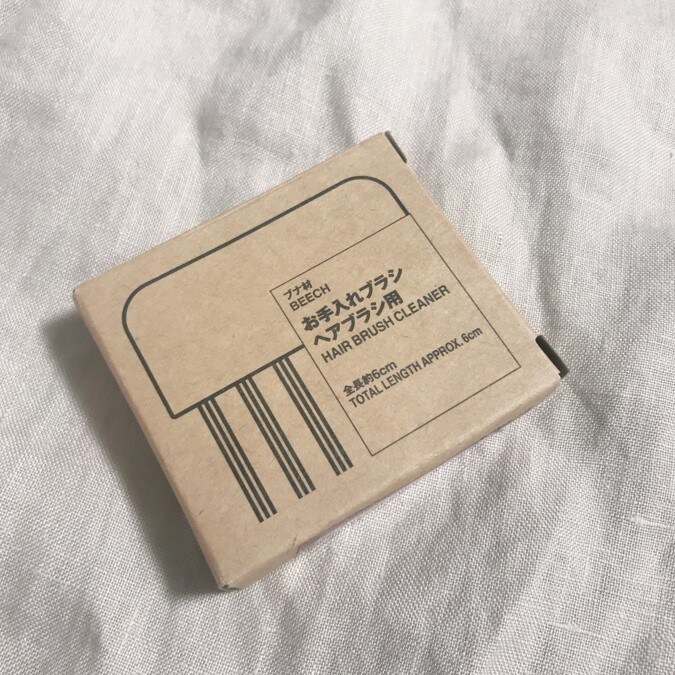 ブナ材
BEECH
お手入れブラシ
ヘアブラシ用
HAIR BRUSH CLEANER
全長約6cm
TOTAL LENGTH APPROX. 6cm